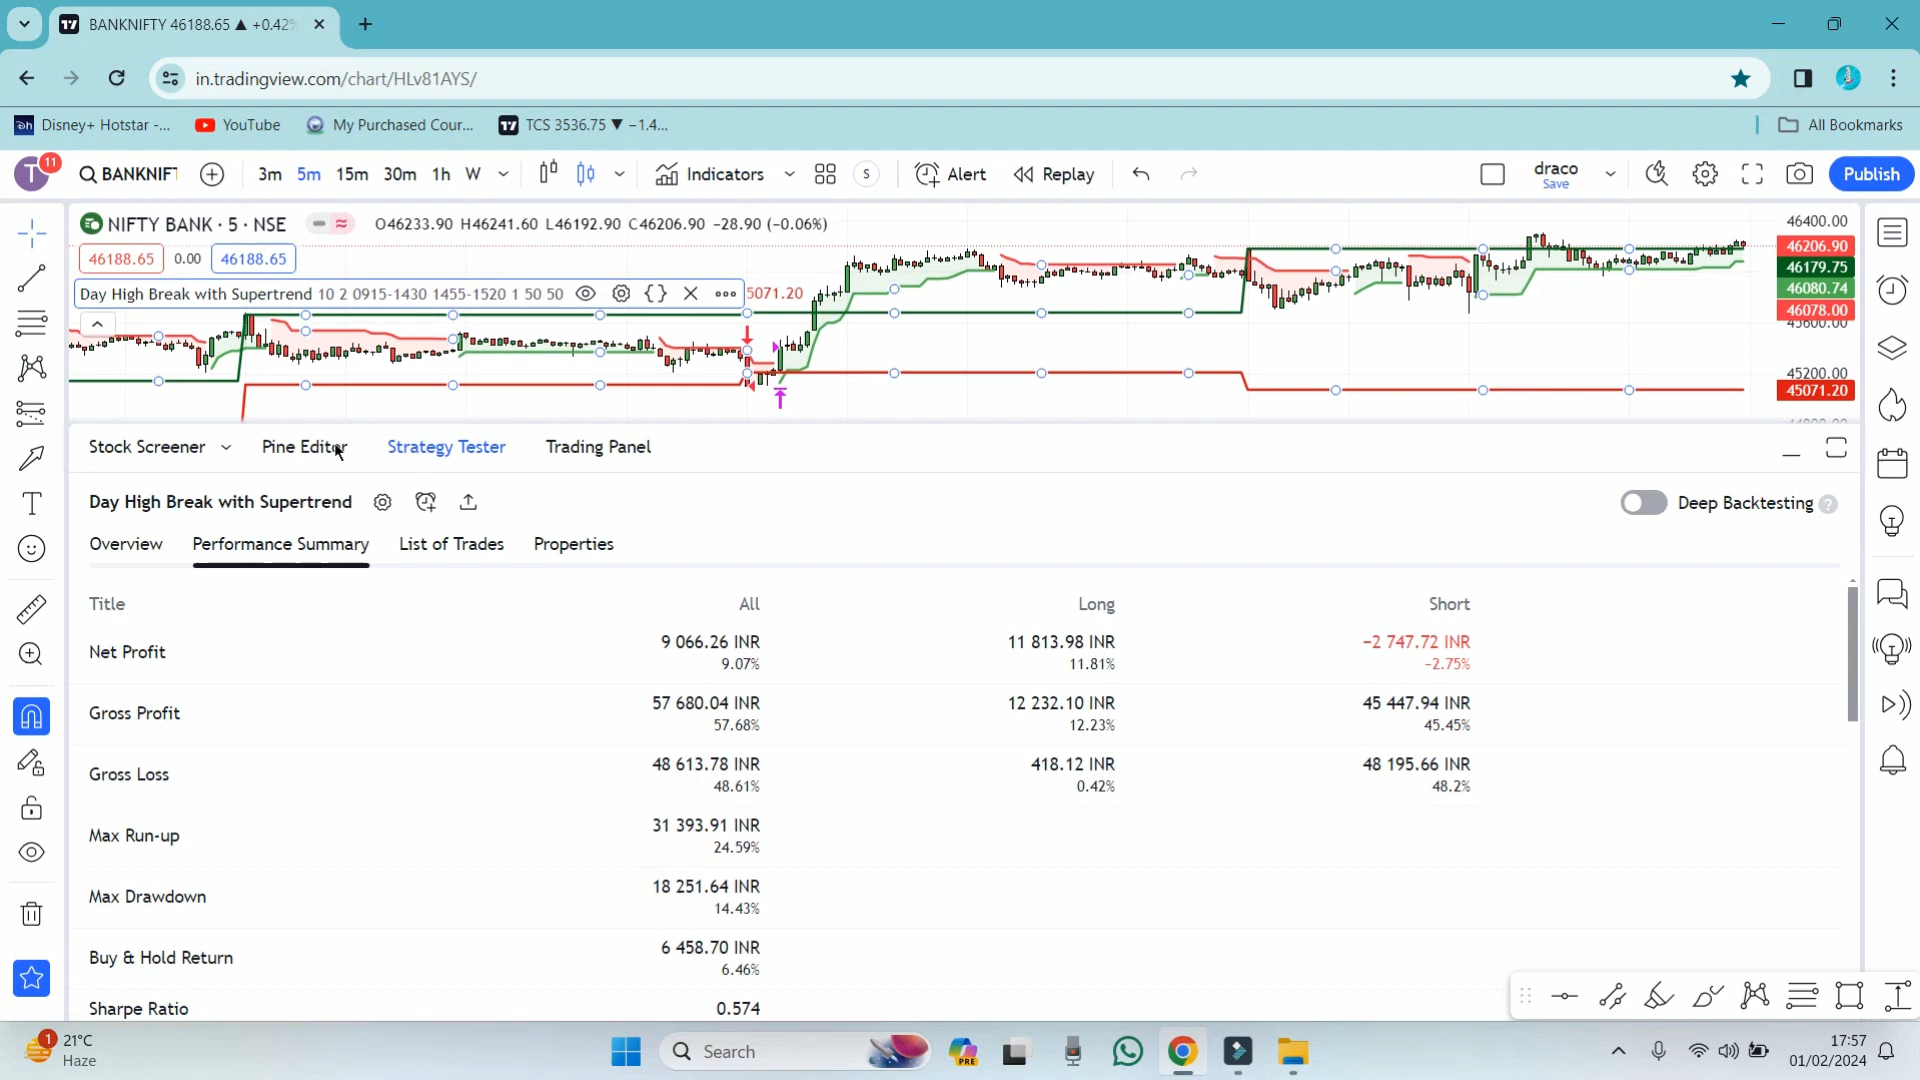 BANKNIFTY 46188.65 ▲ +0.42%
in.tradingview.com/chart/HLv81AYS/
Disney+ Hotstar -... YouTube My Purchased Cour... TCS 3536.75 ▼ −1.4... All Bookmarks
T 11 BANKNIFT 3m 5m 15m 30m 1h W Indicators S Alert Replay draco Save Publish
NIFTY BANK · 5 · NSE O46233.90 H46241.60 L46192.90 C46206.90 −28.90 (−0.06%)
46188.65 0.00 46188.65
Day High Break with Supertrend 10 2 0915-1430 1455-1520 1 50 50 5071.20
46400.00
46206.90
46179.75
46080.74
46078.00
45600.00
45200.00
45071.20
Stock Screener Pine Editor Strategy Tester Trading Panel
Day High Break with Supertrend Deep Backtesting ?
Overview Performance Summary List of Trades Properties
Title All Long Short
Net Profit 9 066.26 INR 11 813.98 INR −2 747.72 INR
9.07% 11.81% −2.75%
Gross Profit 57 680.04 INR 12 232.10 INR 45 447.94 INR
57.68% 12.23% 45.45%
Gross Loss 48 613.78 INR 418.12 INR 48 195.66 INR
48.61% 0.42% 48.2%
Max Run-up 31 393.91 INR
24.59%
Max Drawdown 18 251.64 INR
14.43%
Buy & Hold Return 6 458.70 INR
6.46%
Sharpe Ratio 0.574
1 21°C
Haze
Search
PRE
17:57
01/02/2024